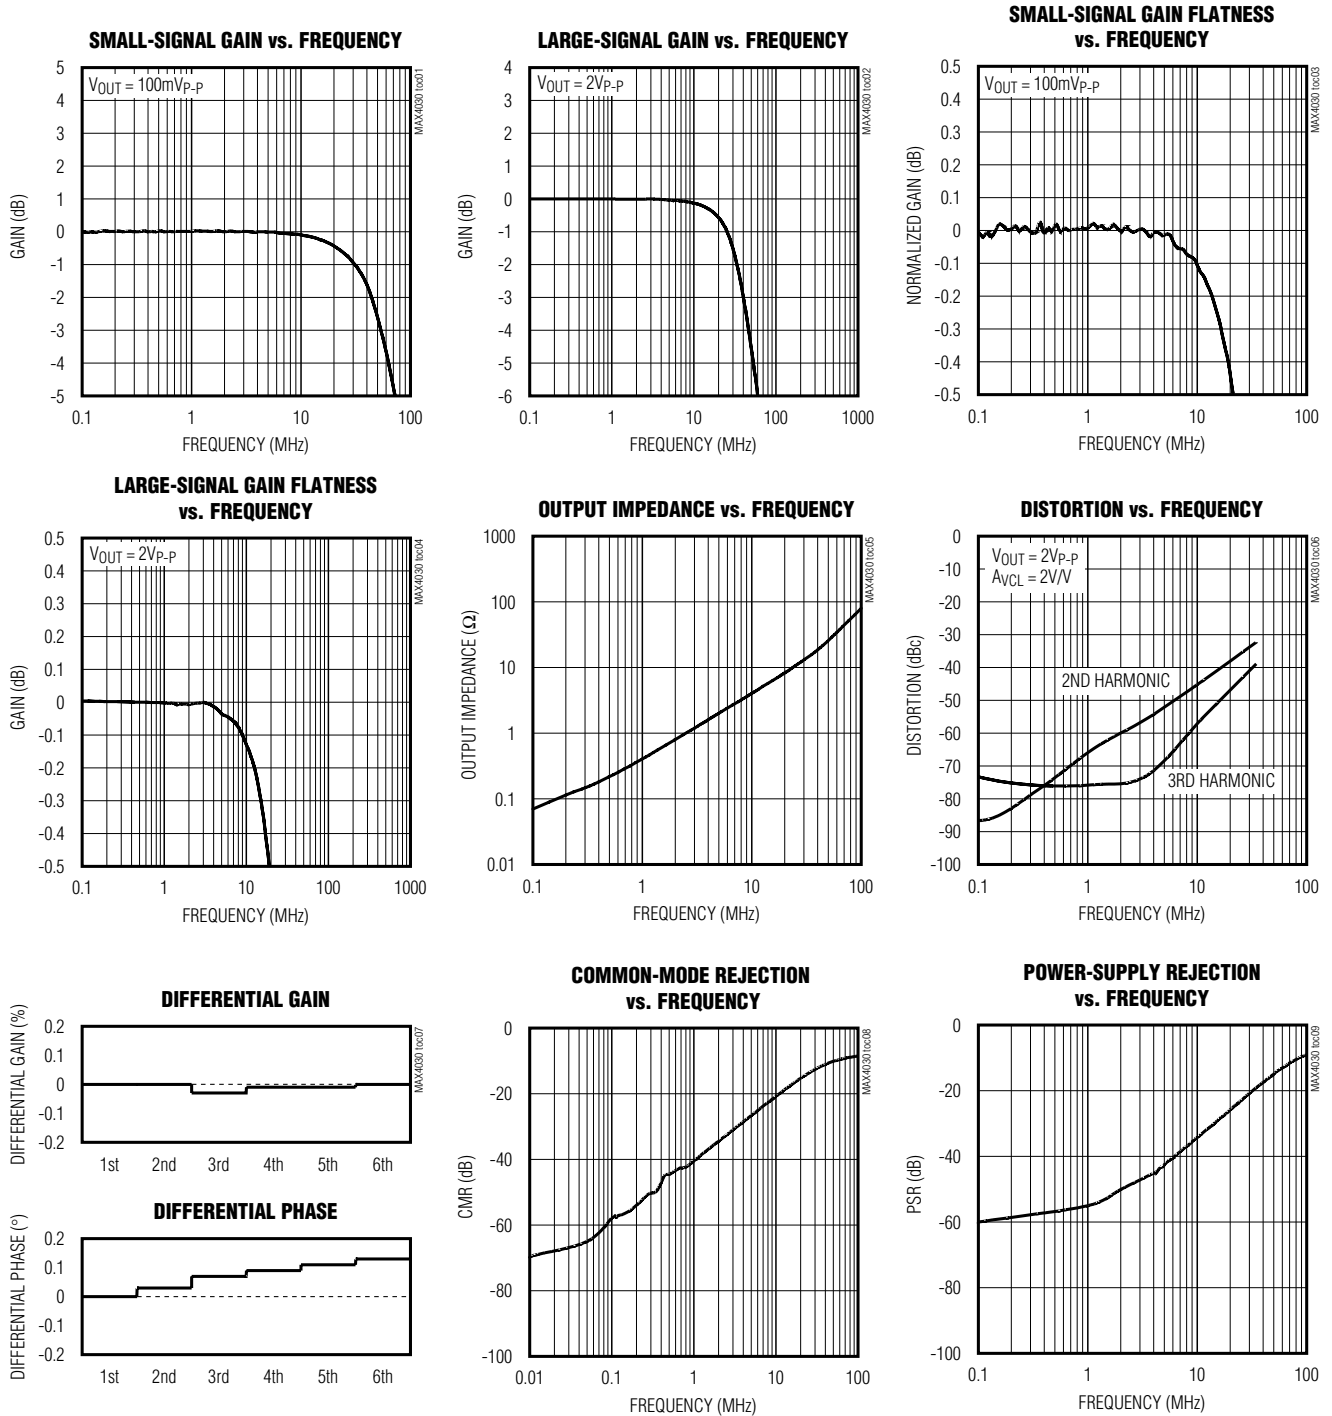 SMALL-SIGNAL GAIN vs. FREQUENCY
VOUT = 100mVP-P
MAX4030 toc01
GAIN (dB)
5
4
3
2
1
0
-1
-2
-3
-4
-5
0.1 1 10 100
FREQUENCY (MHz)
LARGE-SIGNAL GAIN vs. FREQUENCY
VOUT = 2VP-P
MAX4030 toc02
GAIN (dB)
4
3
2
1
0
-1
-2
-3
-4
-5
-6
0.1 1 10 100 1000
FREQUENCY (MHz)
SMALL-SIGNAL GAIN FLATNESS
vs. FREQUENCY
VOUT = 100mVP-P
MAX4030 toc03
NORMALIZED GAIN (dB)
0.5
0.4
0.3
0.2
0.1
0
-0.1
-0.2
-0.3
-0.4
-0.5
0.1 1 10 100
FREQUENCY (MHz)
LARGE-SIGNAL GAIN FLATNESS
vs. FREQUENCY
VOUT = 2VP-P
MAX4030 toc04
GAIN (dB)
0.5
0.4
0.3
0.2
0.1
0
-0.1
-0.2
-0.3
-0.4
-0.5
0.1 1 10 100 1000
FREQUENCY (MHz)
OUTPUT IMPEDANCE vs. FREQUENCY
MAX4030 toc05
OUTPUT IMPEDANCE (Ω)
1000
100
10
1
0.1
0.01
0.1 1 10 100
FREQUENCY (MHz)
DISTORTION vs. FREQUENCY
VOUT = 2VP-P
AVCL = 2V/V
MAX4030 toc06
DISTORTION (dBc)
0
-10
-20
-30
-40
-50
-60
-70
-80
-90
-100
2ND HARMONIC
3RD HARMONIC
0.1 1 10 100
FREQUENCY (MHz)
DIFFERENTIAL GAIN
MAX4030 toc07
DIFFERENTIAL GAIN (%)
0.2
0.1
0
-0.1
-0.2
1st 2nd 3rd 4th 5th 6th
DIFFERENTIAL PHASE
DIFFERENTIAL PHASE (°)
0.2
0.1
0
-0.1
-0.2
1st 2nd 3rd 4th 5th 6th
COMMON-MODE REJECTION
vs. FREQUENCY
MAX4030 toc08
CMR (dB)
0
-20
-40
-60
-80
-100
0.01 0.1 1 10 100
FREQUENCY (MHz)
POWER-SUPPLY REJECTION
vs. FREQUENCY
MAX4030 toc09
PSR (dB)
0
-20
-40
-60
-80
-100
0.1 1 10 100
FREQUENCY (MHz)